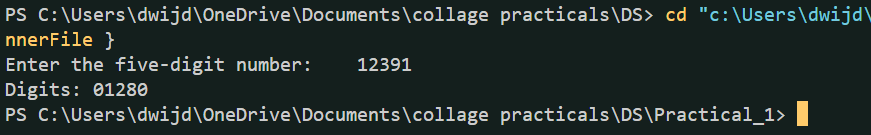 PS C:\Users\dwijd\OneDrive\Documents\collage practicals\DS> cd "c:\Users\dwijd\
nnerFile }
Enter the five-digit number:    12391
Digits: 01280
PS C:\Users\dwijd\OneDrive\Documents\collage practicals\DS\Practical_1>